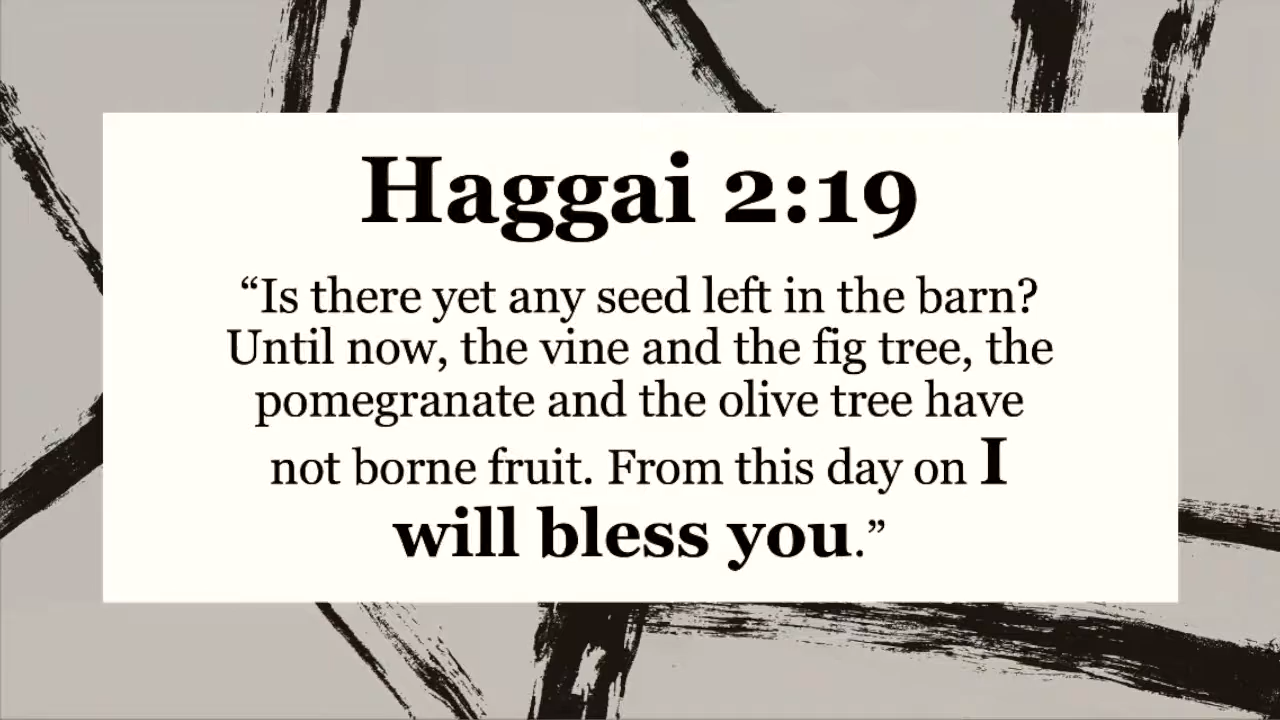 Haggai 2:19
“Is there yet any seed left in the barn?
Until now, the vine and the fig tree, the
pomegranate and the olive tree have
not borne fruit. From this day on I
will bless you.”